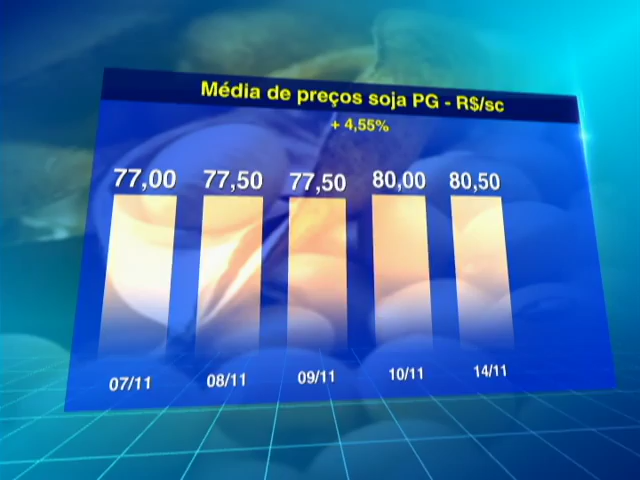 Média de preços soja PG - R$/sc
+ 4,55%
77,00 77,50 77,50 80,00 80,50
07/11 08/11 09/11 10/11 14/11